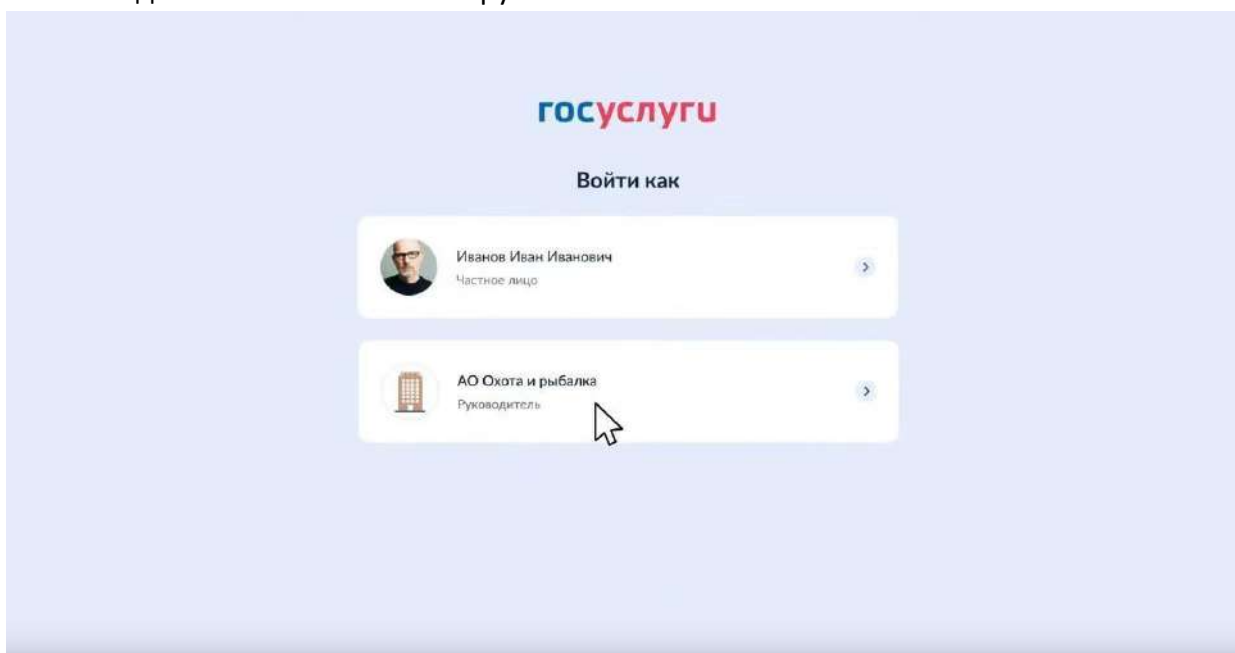 госуслуги
Войти как
Иванов Иван Иванович
Частное лицо
АО Охота и рыбалка
Руководитель